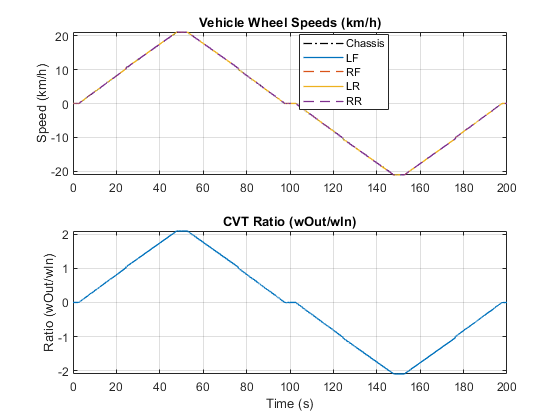 Vehicle Wheel Speeds (km/h)
Speed (km/h)
20
10
0
-10
-20
Chassis
LF
RF
LR
RR
0 20 40 60 80 100 120 140 160 180 200
CVT Ratio (wOut/wIn)
Ratio (wOut/wIn)
2
1
0
-1
-2
0 20 40 60 80 100 120 140 160 180 200
Time (s)